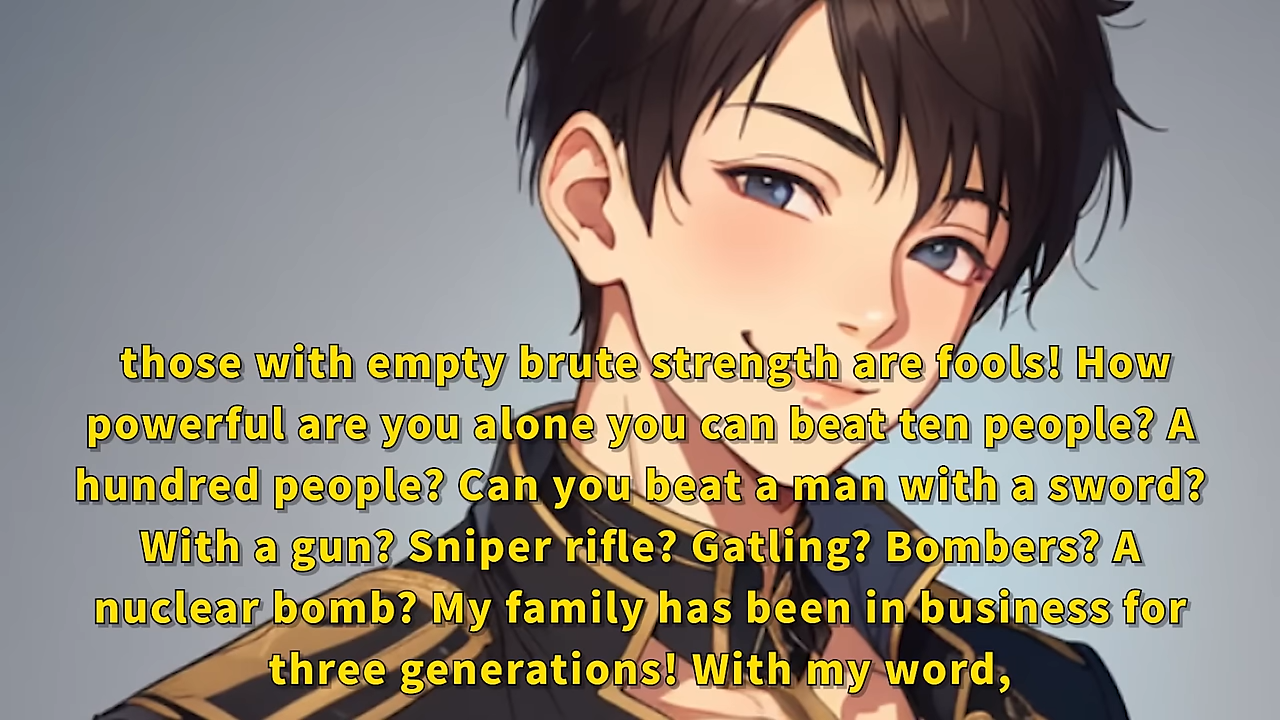 those with empty brute strength are fools! How
powerful are you alone you can beat ten people? A
hundred people? Can you beat a man with a sword?
With a gun? Sniper rifle? Gatling? Bombers? A
nuclear bomb? My family has been in business for
three generations! With my word,